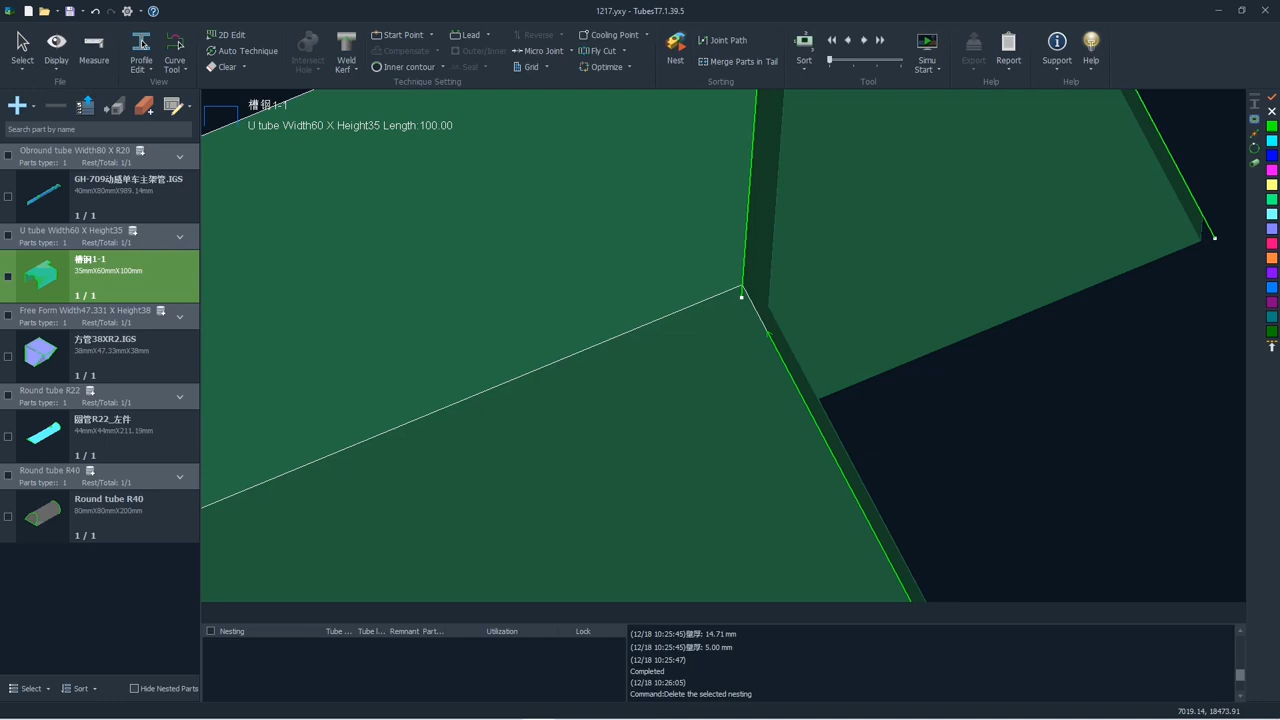 1217.yxy — TubesT7.1.39.5
Select
Display
Measure
File
Profile Edit
Curve Tool
View
2D Edit
Auto Technique
Clear
Intersect Hole
Weld Kerf
Start Point
Compensate
Inner contour
Lead
Outer/Inner
Seal
Reverse
Micro Joint
Grid
Cooling Point
Fly Cut
Optimize
Technique Setting
Nest
Joint Path
Merge Parts in Tail
Sorting
Sort
Simu Start
Tool
Export
Report
Help
Support
Help
Help
Search part by name
Obround tube Width80 X R20
Parts type:: 1 Rest/Total: 1/1
GH-709动感单车主架管.IGS
40mmX80mmX989.14mm
1 / 1
U tube Width60 X Height35
Parts type:: 1 Rest/Total: 1/1
槽钢1-1
35mmX60mmX100mm
1 / 1
Free Form Width47.331 X Height38
Parts type:: 1 Rest/Total: 1/1
方管38XR2.IGS
38mmX47.33mmX38mm
1 / 1
Round tube R22
Parts type:: 1 Rest/Total: 1/1
圆管R22_左件
44mmX44mmX211.19mm
1 / 1
Round tube R40
Parts type:: 1 Rest/Total: 1/1
Round tube R40
80mmX80mmX200mm
1 / 1
Select
Sort
Hide Nested Parts
槽钢1-1
U tube Width60 X Height35 Length:100.00
Nesting Tube ... Tube l... Remnant Part... Utilization Lock
(12/18 10:25:45)壁厚: 14.71 mm
(12/18 10:25:45)壁厚: 5.00 mm
(12/18 10:25:47)
Completed
(12/18 10:26:05)
Command:Delete the selected nesting
7019.14, 18473.91